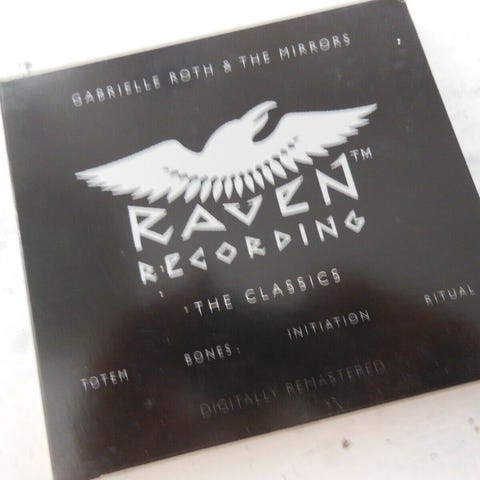 GABRIELLE ROTH & THE MIRRORS
RAVEN™
RECORDING
THE CLASSICS
TOTEM BONES INITIATION RITUAL
DIGITALLY REMASTERED